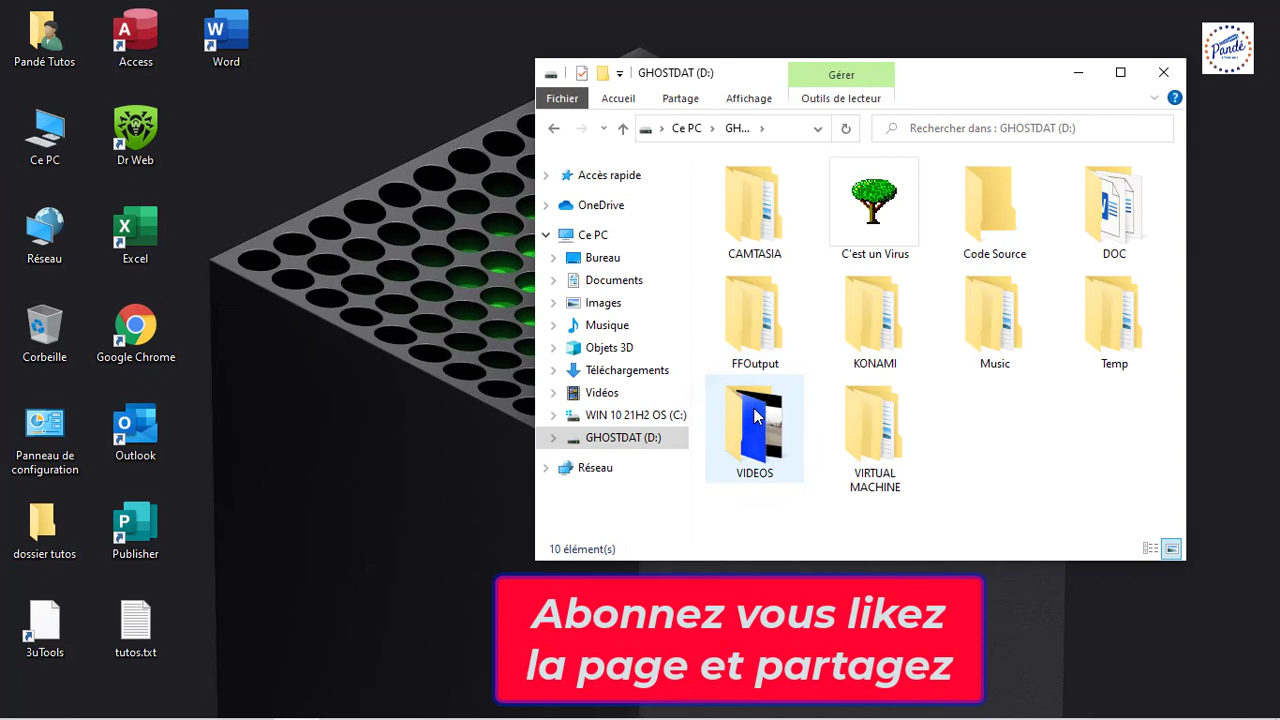 Pandé Tutos
Access
Word
Ce PC
Dr Web
Réseau
Excel
Corbeille
Google Chrome
Panneau de
configuration
Outlook
dossier tutos
Publisher
3uTools
tutos.txt
Pandé
GHOSTDAT (D:)
Gérer
Fichier
Accueil
Partage
Affichage
Outils de lecteur
Ce PC
GH...
Rechercher dans : GHOSTDAT (D:)
Accès rapide
OneDrive
Ce PC
Bureau
Documents
Images
Musique
Objets 3D
Téléchargements
Vidéos
WIN 10 21H2 OS (C:)
GHOSTDAT (D:)
Réseau
CAMTASIA
C'est un Virus
Code Source
DOC
FFOutput
KONAMI
Music
Temp
VIDEOS
VIRTUAL
MACHINE
10 élément(s)
Abonnez vous likez
la page et partagez